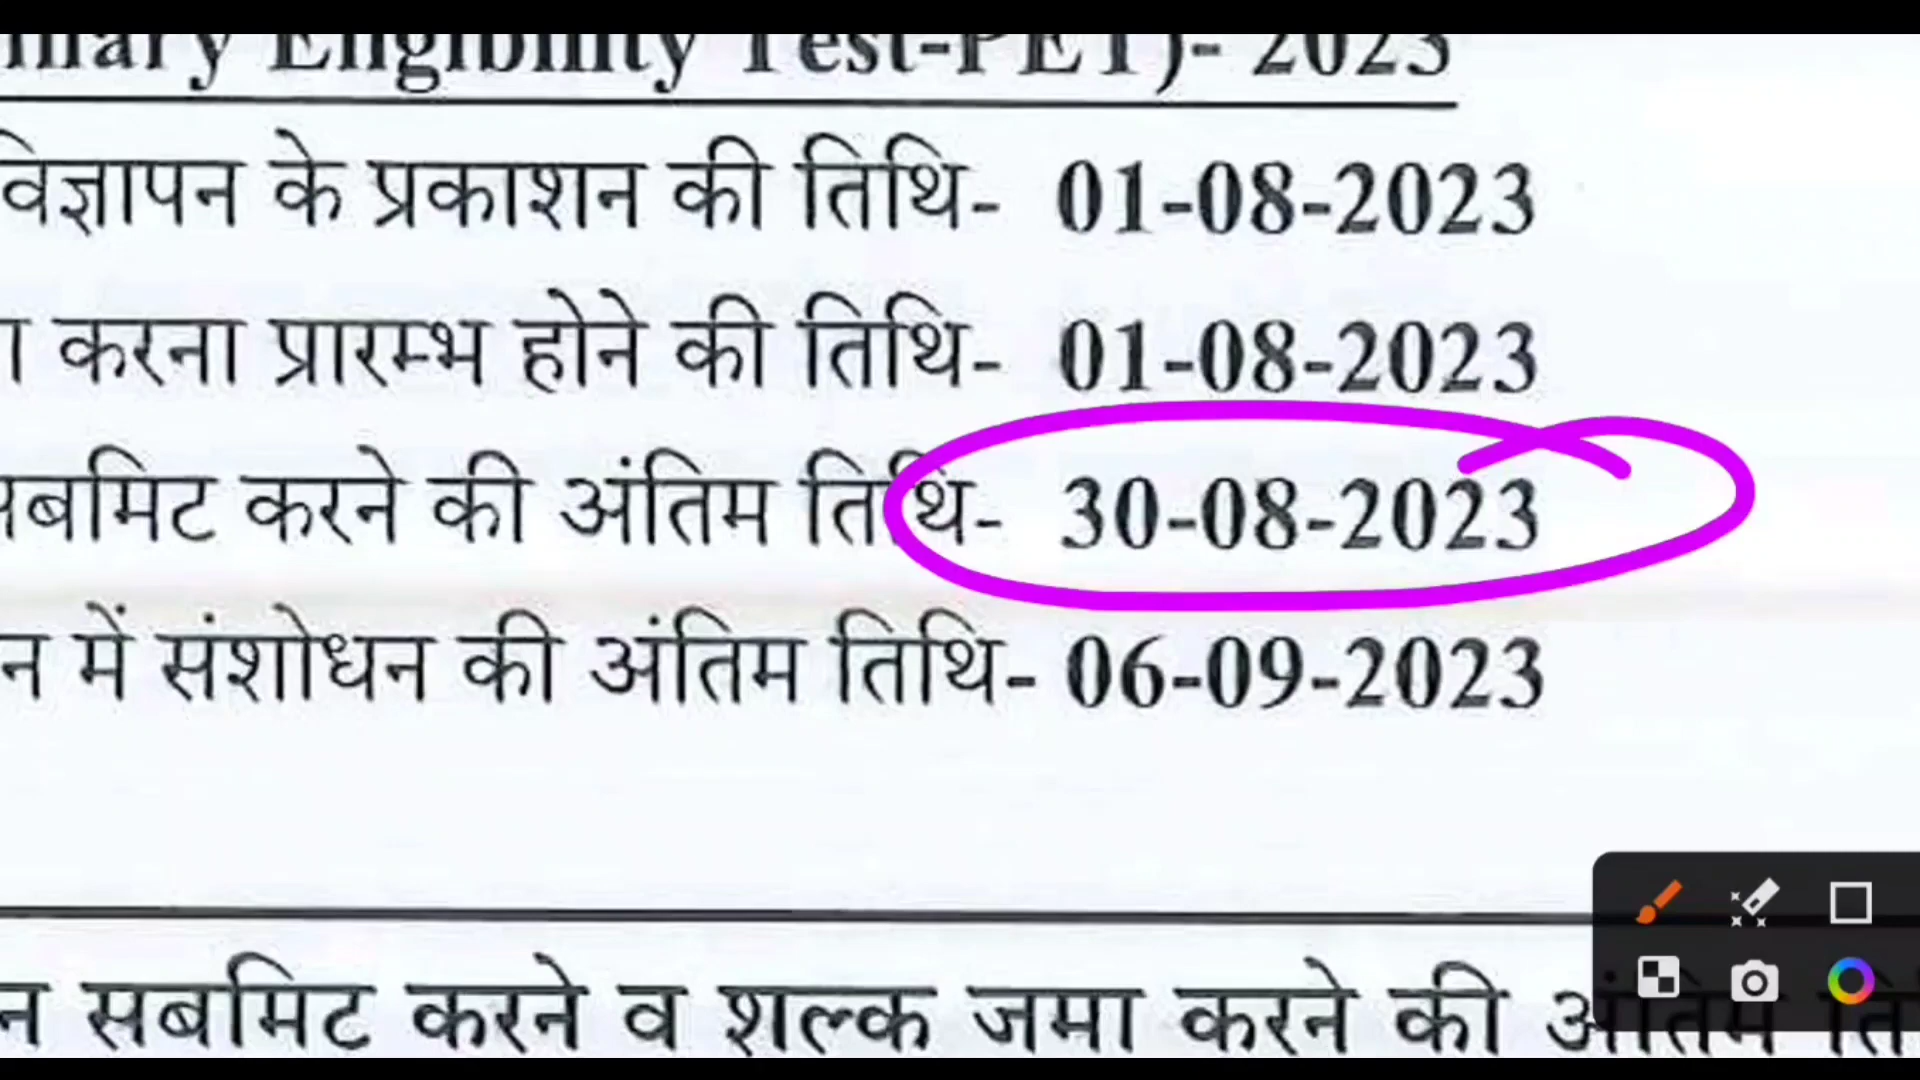 Eligibility Test-PET)- 2023
विज्ञापन के प्रकाशन की तिथि- 01-08-2023
करना प्रारम्भ होने की तिथि- 01-08-2023
सबमिट करने की अंतिम तिथि- 30-08-2023
में संशोधन की अंतिम तिथि- 06-09-2023
सबमिट करने व शुल्क जमा करने की